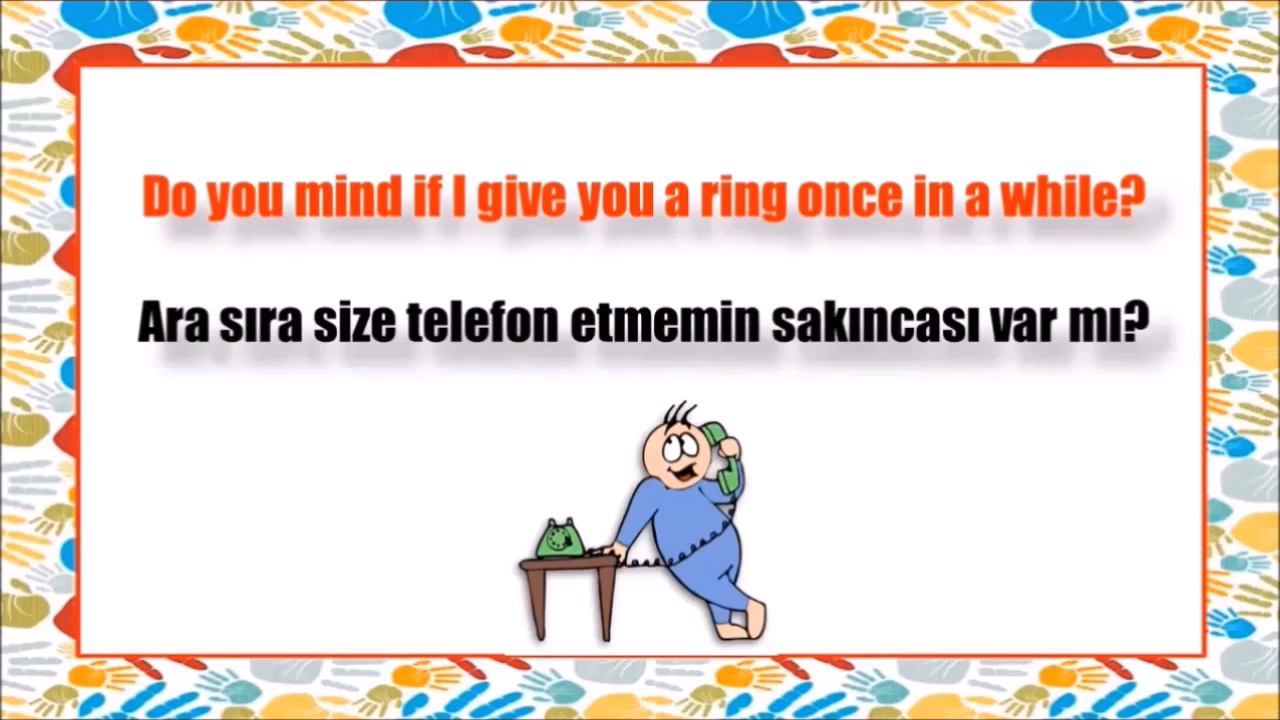 Do you mind if I give you a ring once in a while?
Ara sıra size telefon etmemin sakıncası var mı?